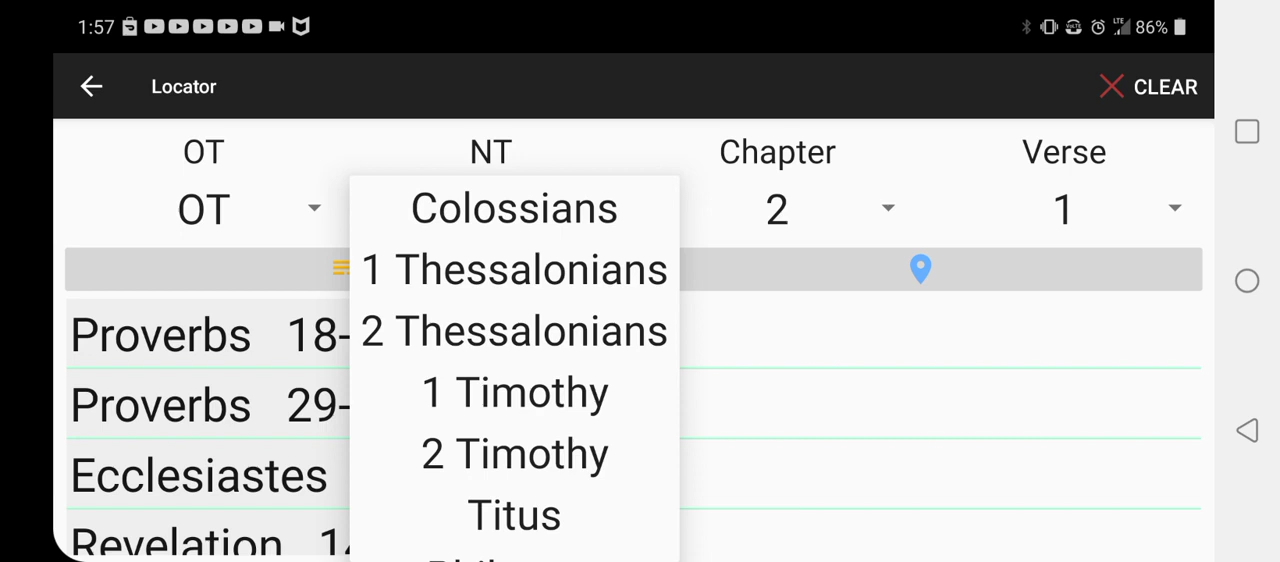 1:57 LTE 86%
Locator CLEAR
OT NT Chapter Verse
OT 2 1
Colossians
1 Thessalonians
2 Thessalonians
1 Timothy
2 Timothy
Titus
Proverbs 18-
Proverbs 29-
Ecclesiastes
Revelation